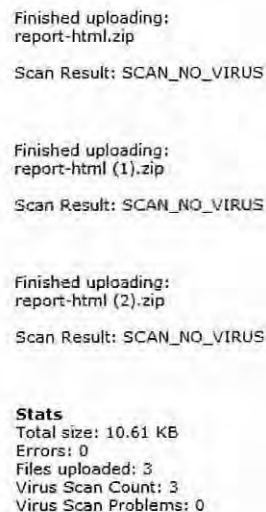 Finished uploading:
report-html.zip
Scan Result: SCAN_NO_VIRUS
Finished uploading:
report-html (1).zip
Scan Result: SCAN_NO_VIRUS
Finished uploading:
report-html (2).zip
Scan Result: SCAN_NO_VIRUS
Stats
Total size: 10.61 KB
Errors: 0
Files uploaded: 3
Virus Scan Count: 3
Virus Scan Problems: 0